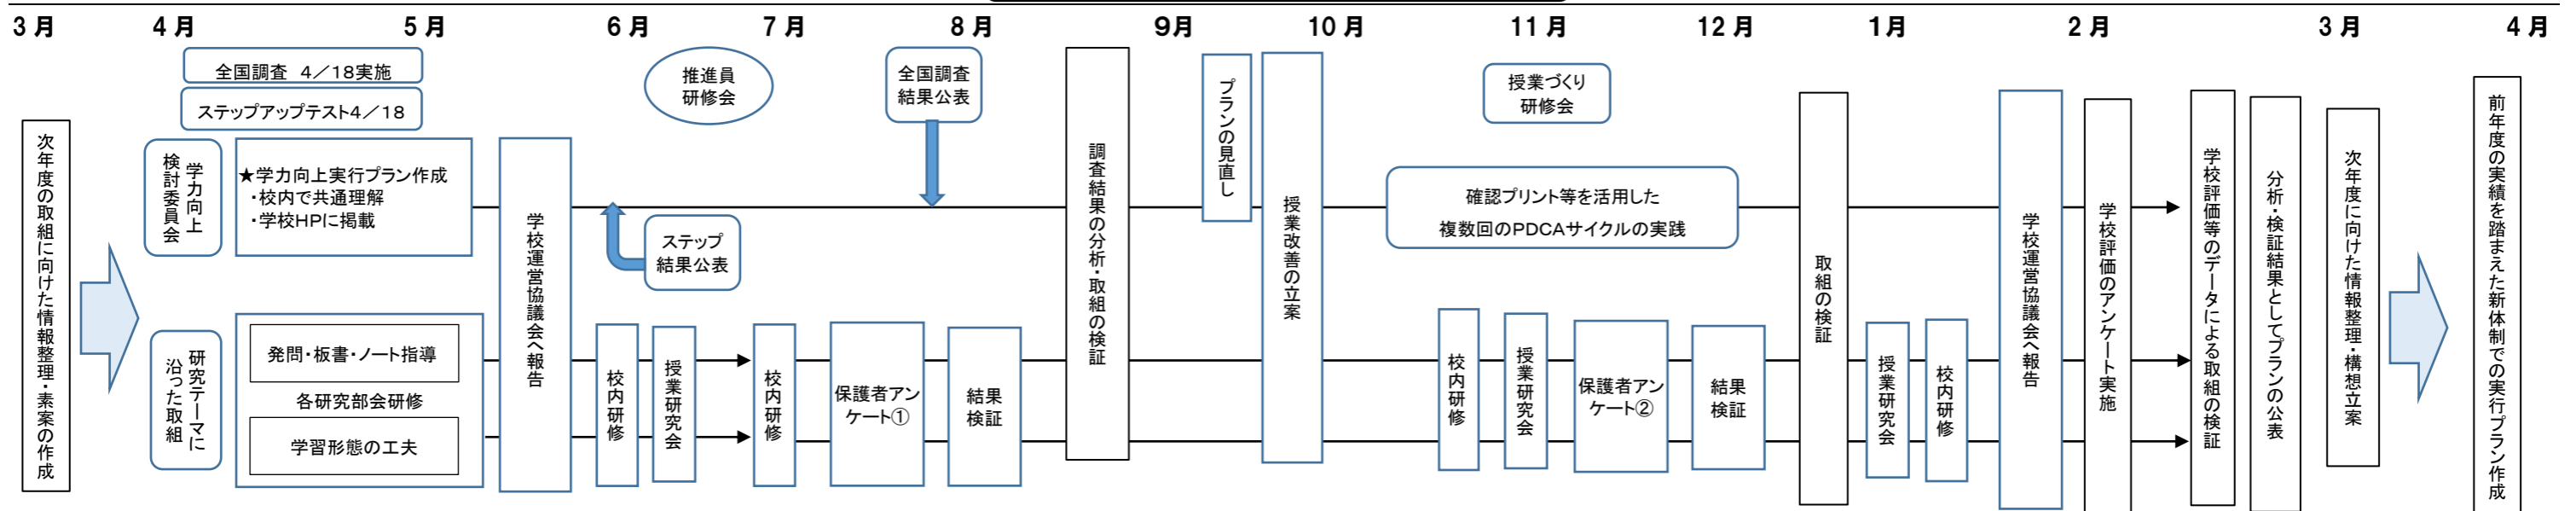 3月 4月 5月 6月 7月 8月 9月 10月 11月 12月 1月 2月 3月 4月
次年度の取組に向けた情報整理・素案の作成
全国調査 4／18実施
ステップアップテスト4／18
学力向上
検討委員会
★学力向上実行プラン作成
・校内で共通理解
・学校HPに掲載
研究テーマに
沿った取組
発問・板書・ノート指導
各研究部会研修
学習形態の工夫
学校運営協議会へ報告
推進員
研修会
ステップ
結果公表
校内研修
授業研究会
校内研修
保護者アン
ケート①
全国調査
結果公表
結果
検証
調査結果の分析・取組の検証
プランの見直し
授業改善の立案
授業づくり
研修会
確認プリント等を活用した
複数回のPDCAサイクルの実践
校内研修
授業研究会
保護者アン
ケート②
結果
検証
取組の検証
授業研究会
校内研修
学校運営協議会へ報告
学校評価のアンケート実施
学校評価等のデータによる取組の検証
分析・検証結果としてプランの公表
次年度に向けた情報整理・構想立案
前年度の実績を踏まえた新体制での実行プラン作成